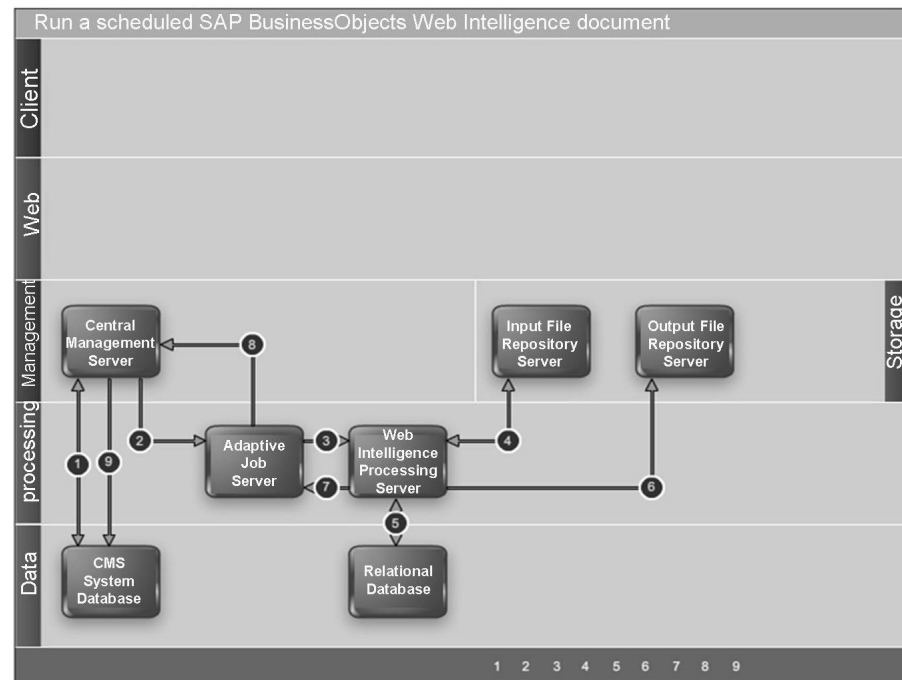 Run a scheduled SAP BusinessObjects Web Intelligence document
Client
Web
Management
Storage
processing
Data
Central
Management
Server
Input File
Repository
Server
Output File
Repository
Server
8
2
Adaptive
Job
Server
3
7
Web
Intelligence
Processing
Server
4
6
1
9
5
CMS
System
Database
Relational
Database
1 2 3 4 5 6 7 8 9